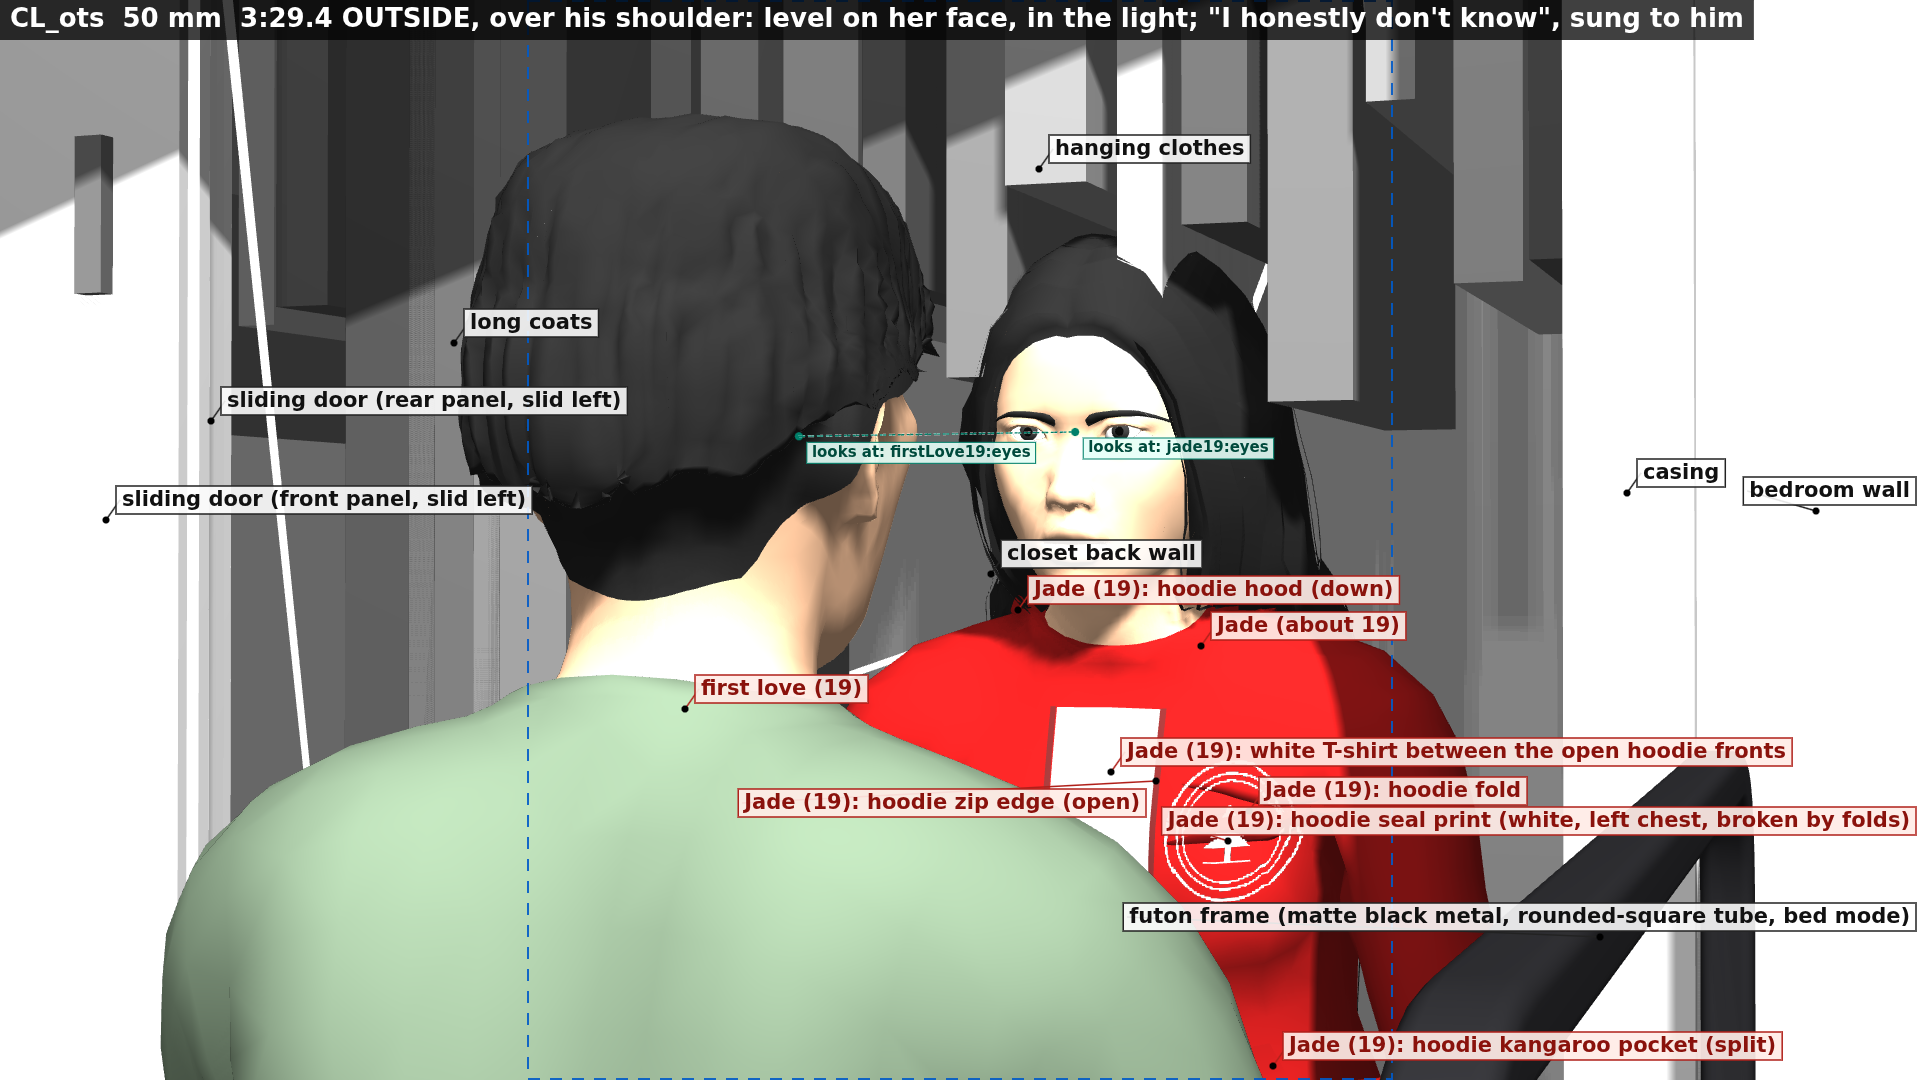 CL_ots  50 mm  3:29.4 OUTSIDE, over his shoulder: level on her face, in the light; "I honestly don't know", sung to him
hanging clothes
long coats
sliding door (rear panel, slid left)
looks at: firstLove19:eyes
looks at: jade19:eyes
casing
bedroom wall
sliding door (front panel, slid left)
closet back wall
Jade (19): hoodie hood (down)
Jade (about 19)
first love (19)
Jade (19): white T-shirt between the open hoodie fronts
Jade (19): hoodie fold
Jade (19): hoodie zip edge (open)
Jade (19): hoodie seal print (white, left chest, broken by folds)
futon frame (matte black metal, rounded-square tube, bed mode)
Jade (19): hoodie kangaroo pocket (split)